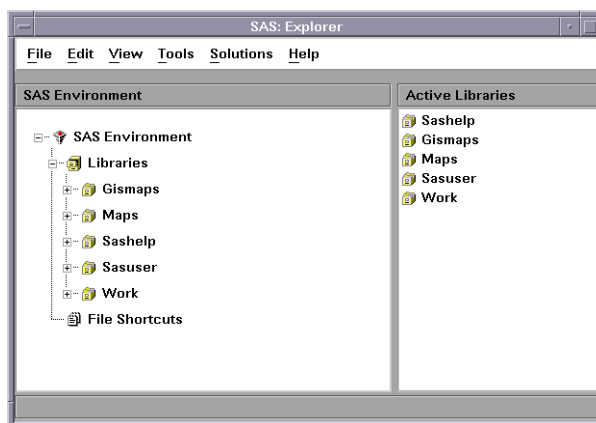 SAS: Explorer
File Edit View Tools Solutions Help
SAS Environment
SAS Environment
Libraries
Gismaps
Maps
Sashelp
Sasuser
Work
File Shortcuts
Active Libraries
Sashelp
Gismaps
Maps
Sasuser
Work